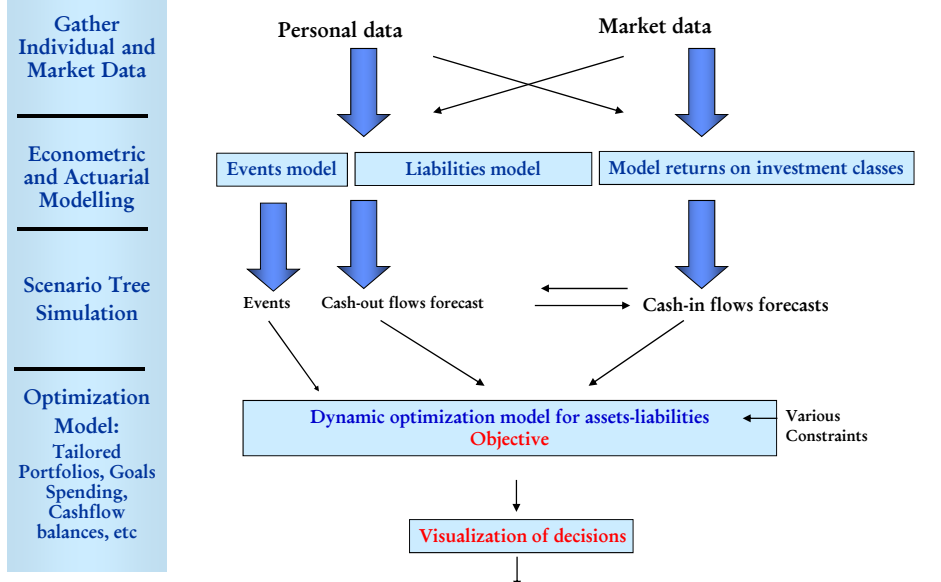 Gather
Individual and
Market Data
Personal data
Market data
Econometric
and Actuarial
Modelling
Events model
Liabilities model
Model returns on investment classes
Scenario Tree
Simulation
Events
Cash-out flows forecast
Cash-in flows forecasts
Optimization
Model:
Tailored
Portfolios, Goals
Spending,
Cashflow
balances, etc
Dynamic optimization model for assets-liabilities
Objective
Various
Constraints
Visualization of decisions